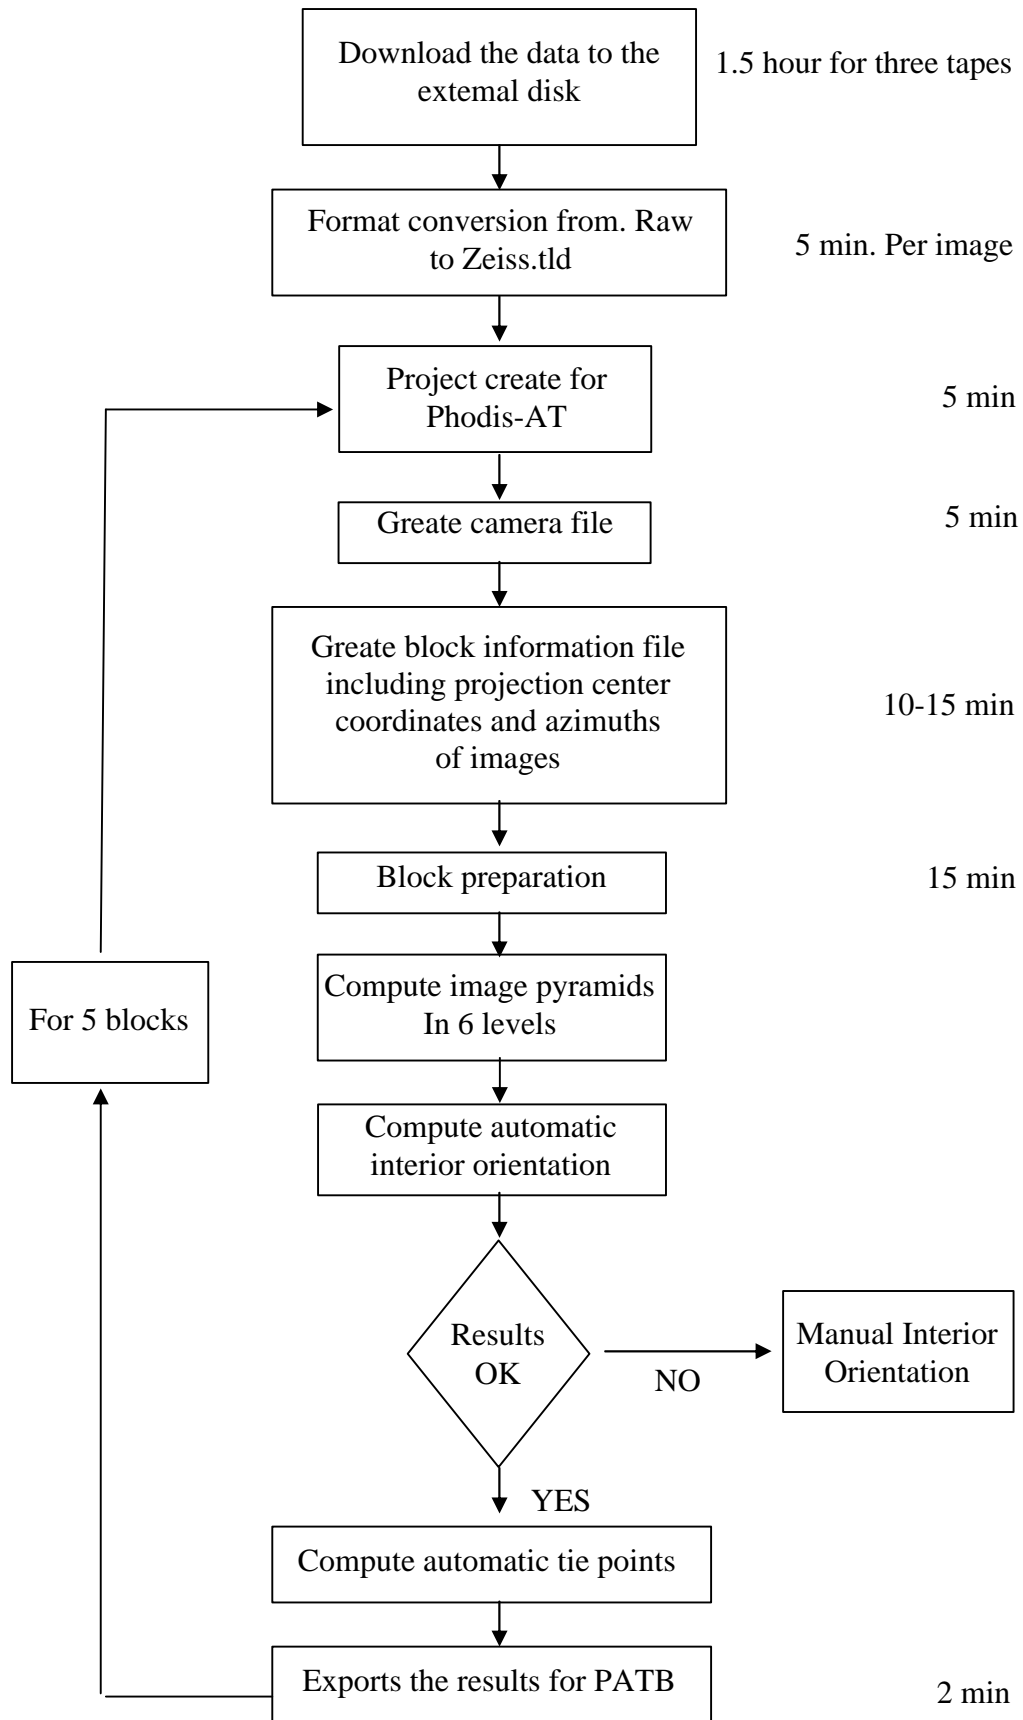 Download the data to the
extemal disk
1.5 hour for three tapes
Format conversion from. Raw
to Zeiss.tld
5 min. Per image
Project create for
Phodis-AT
5 min
Greate camera file
5 min
Greate block information file
including projection center
coordinates and azimuths
of images
10-15 min
Block preparation
15 min
Compute image pyramids
In 6 levels
For 5 blocks
Compute automatic
interior orientation
Results
OK
NO
Manual Interior
Orientation
YES
Compute automatic tie points
Exports the results for PATB
2 min